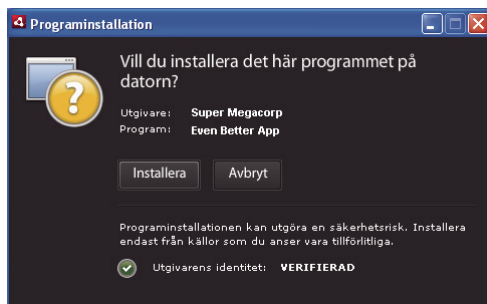 Programinstallation
Vill du installera det här programmet på
datorn?
Utgivare: Super Megacorp
Program: Even Better App
Installera Avbryt
Programinstallationen kan utgöra en säkerhetsrisk. Installera
endast från källor som du anser vara tillförlitliga.
Utgivarens identitet: VERIFIERAD